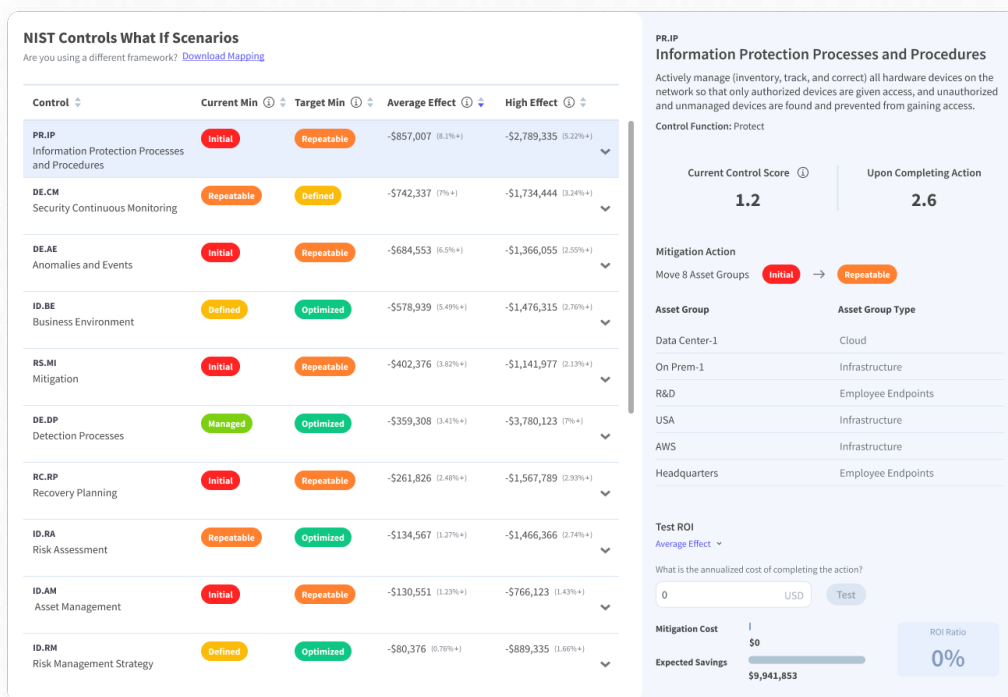 NIST Controls What If Scenarios
Are you using a different framework? Download Mapping
Control Current Min Target Min Average Effect High Effect
PR.IP
Information Protection Processes and Procedures
Initial Repeatable -$857,007 (8.1%+) -$2,789,335 (5.22%+)
DE.CM
Security Continuous Monitoring
Repeatable Defined -$742,337 (7%+) -$1,734,444 (3.24%+)
DE.AE
Anomalies and Events
Initial Repeatable -$684,553 (6.5%+) -$1,366,055 (2.55%+)
ID.BE
Business Environment
Defined Optimized -$578,939 (5.49%+) -$1,476,315 (2.76%+)
RS.MI
Mitigation
Initial Repeatable -$402,376 (3.82%+) -$1,141,977 (2.13%+)
DE.DP
Detection Processes
Managed Optimized -$359,308 (3.41%+) -$3,780,123 (7%+)
RC.RP
Recovery Planning
Initial Repeatable -$261,826 (2.48%+) -$1,567,789 (2.93%+)
ID.RA
Risk Assessment
Repeatable Optimized -$134,567 (1.27%+) -$1,466,366 (2.74%+)
ID.AM
Asset Management
Initial Repeatable -$130,551 (1.23%+) -$766,123 (1.43%+)
ID.RM
Risk Management Strategy
Defined Optimized -$80,376 (0.76%+) -$889,335 (1.66%+)
PR.IP
Information Protection Processes and Procedures
Actively manage (inventory, track, and correct) all hardware devices on the
network so that only authorized devices are given access, and unauthorized
and unmanaged devices are found and prevented from gaining access.
Control Function: Protect
Current Control Score Upon Completing Action
1.2 2.6
Mitigation Action
Move 8 Asset Groups Initial → Repeatable
Asset Group Asset Group Type
Data Center-1 Cloud
On Prem-1 Infrastructure
R&D Employee Endpoints
USA Infrastructure
AWS Infrastructure
Headquarters Employee Endpoints
Test ROI
Average Effect
What is the annualized cost of completing the action?
0 USD Test
Mitigation Cost $0
Expected Savings $9,941,853
ROI Ratio
0%